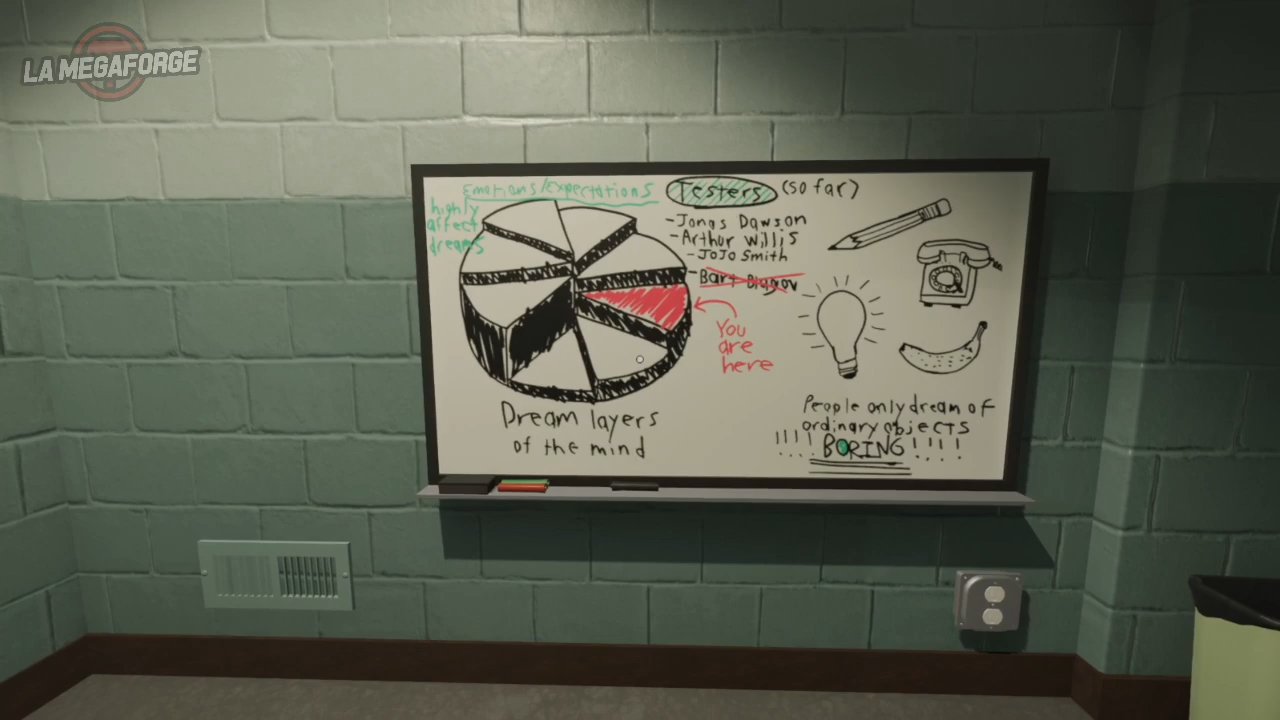 LA MEGAFORGE
Emotions/Expectations
highly
affect
dreams
Testers (so far)
-Jonas Dawson
-Arthur Willis
-JoJo Smith
-Bart Blagov
You
are
here
Dream layers
of the mind
People only dream of
ordinary objects
!!!! BORING !!!!